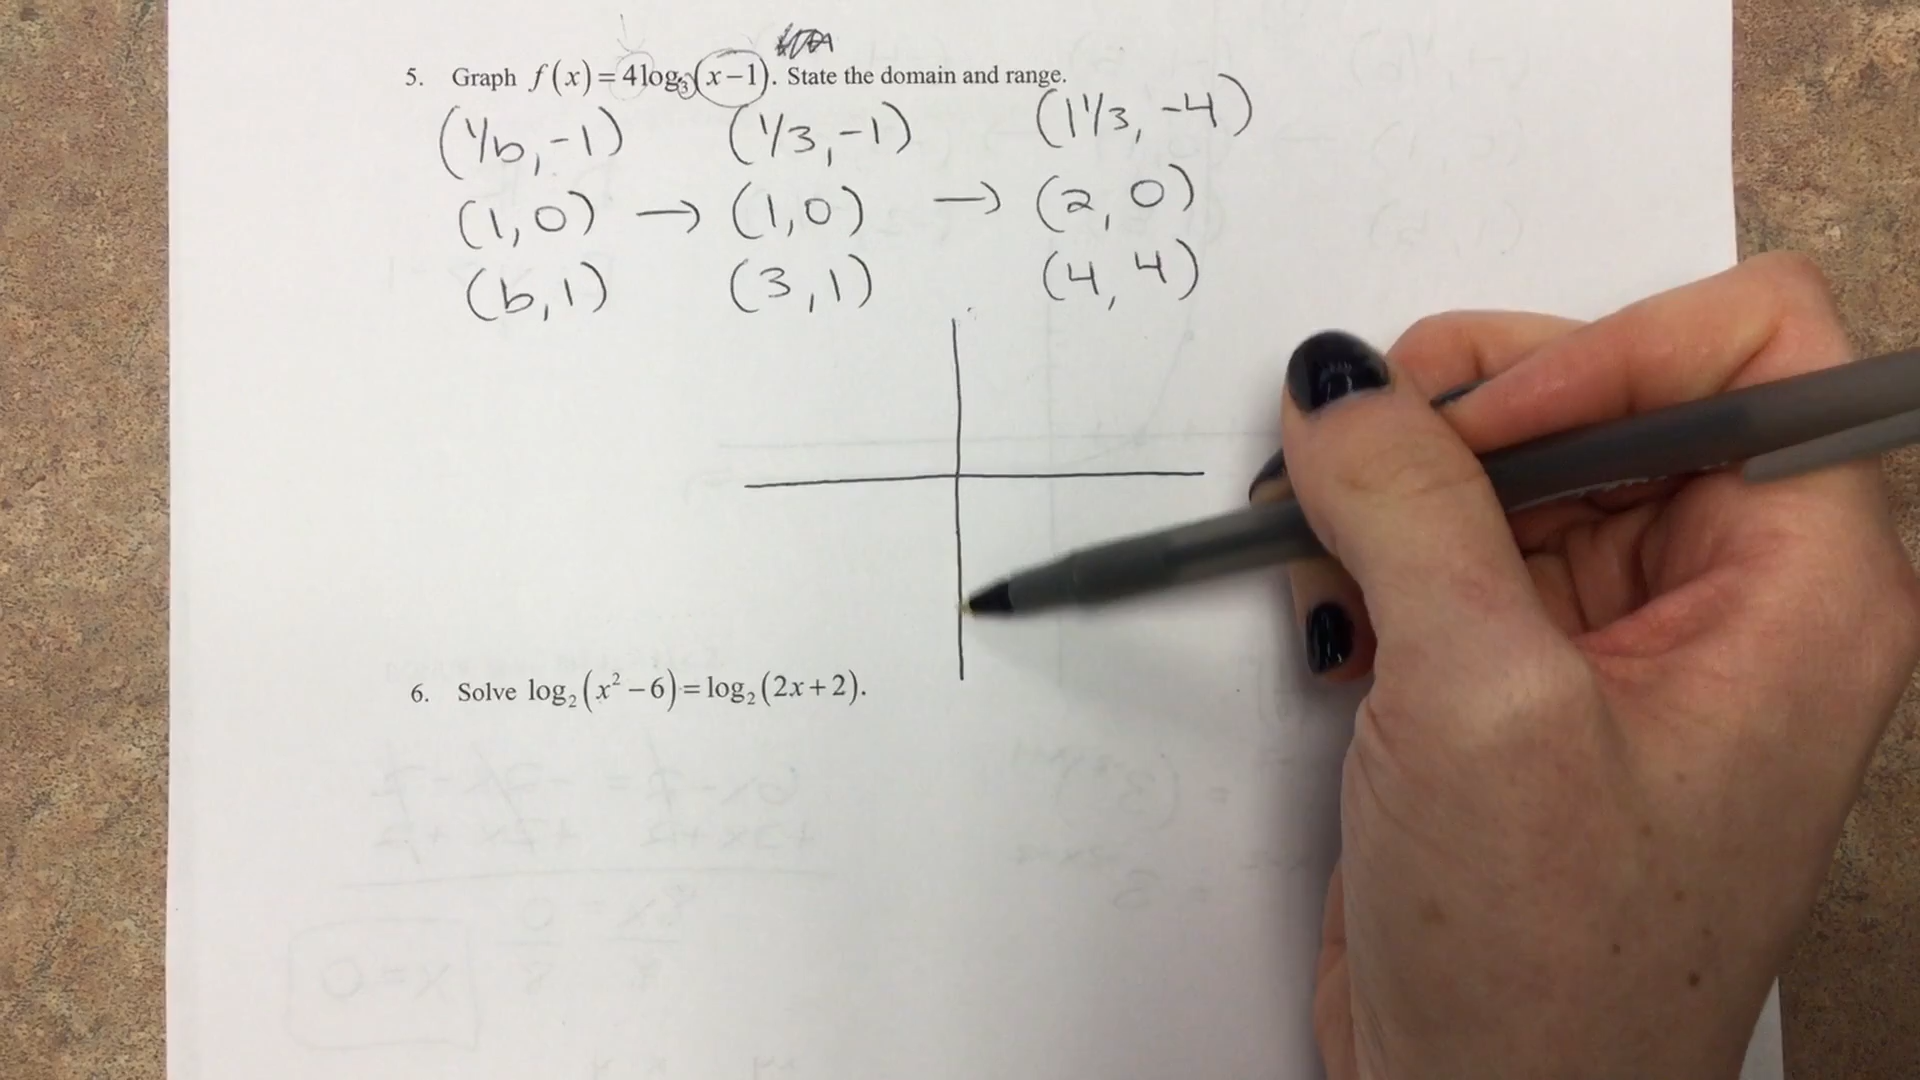 5. Graph f(x)=4log₃(x−1). State the domain and range.
(1/b, -1) (1/3, -1) (1 1/3, -4)
(1, 0) → (1, 0) → (2, 0)
(b, 1) (3, 1) (4, 4)
6. Solve log₂(x²−6)=log₂(2x+2).